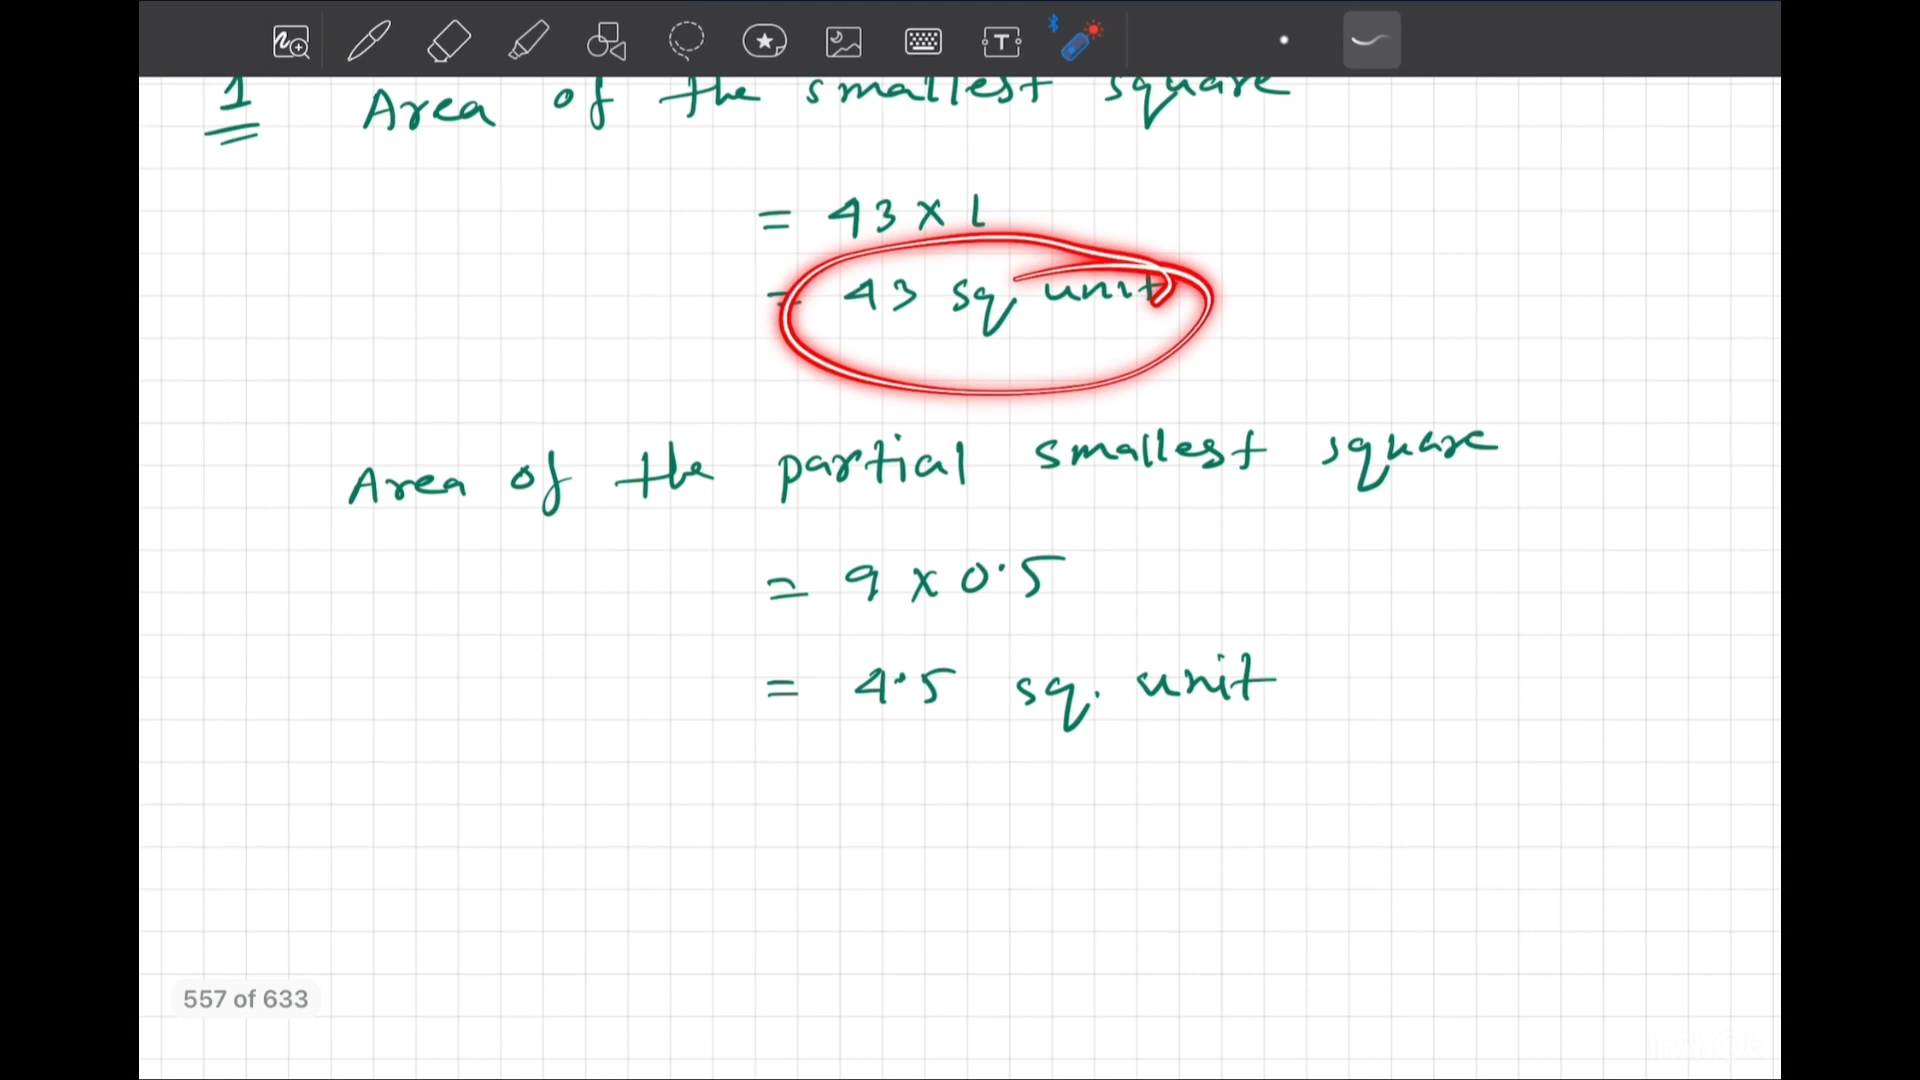 1 Area of the smallest square
= 43 x 1
= 43 sq unit
Area of the partial smallest square
= 9 x 0.5
= 4.5 sq. unit
557 of 633